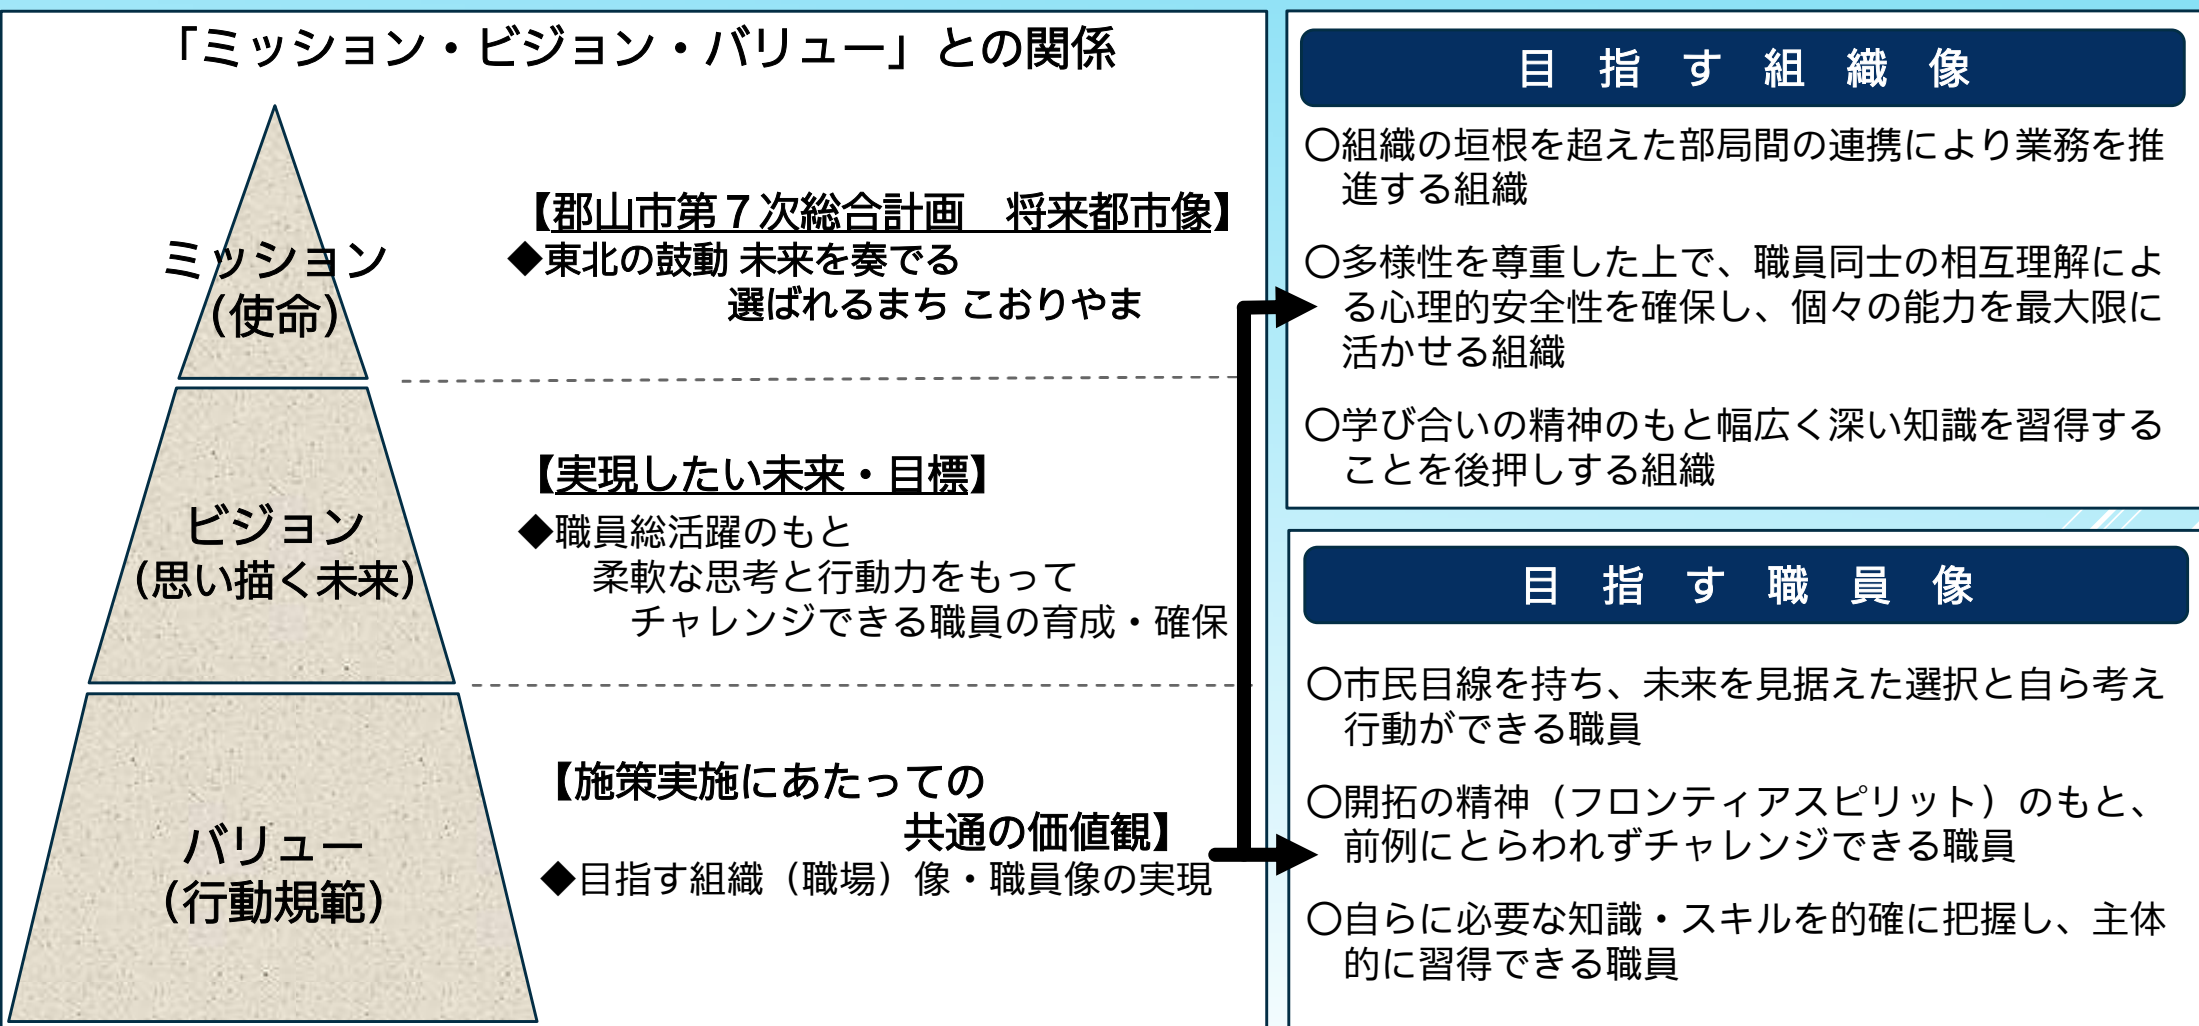 「ミッション・ビジョン・バリュー」との関係
ミッション
（使命）
【郡山市第７次総合計画　将来都市像】
◆東北の鼓動 未来を奏でる
選ばれるまち こおりやま
ビジョン
（思い描く未来）
【実現したい未来・目標】
◆職員総活躍のもと
柔軟な思考と行動力をもって
チャレンジできる職員の育成・確保
バリュー
（行動規範）
【施策実施にあたっての
共通の価値観】
◆目指す組織（職場）像・職員像の実現
目指す組織像
〇組織の垣根を超えた部局間の連携により業務を推
進する組織
〇多様性を尊重した上で、職員同士の相互理解によ
る心理的安全性を確保し、個々の能力を最大限に
活かせる組織
〇学び合いの精神のもと幅広く深い知識を習得する
ことを後押しする組織
目指す職員像
〇市民目線を持ち、未来を見据えた選択と自ら考え
行動ができる職員
〇開拓の精神（フロンティアスピリット）のもと、
前例にとらわれずチャレンジできる職員
〇自らに必要な知識・スキルを的確に把握し、主体
的に習得できる職員